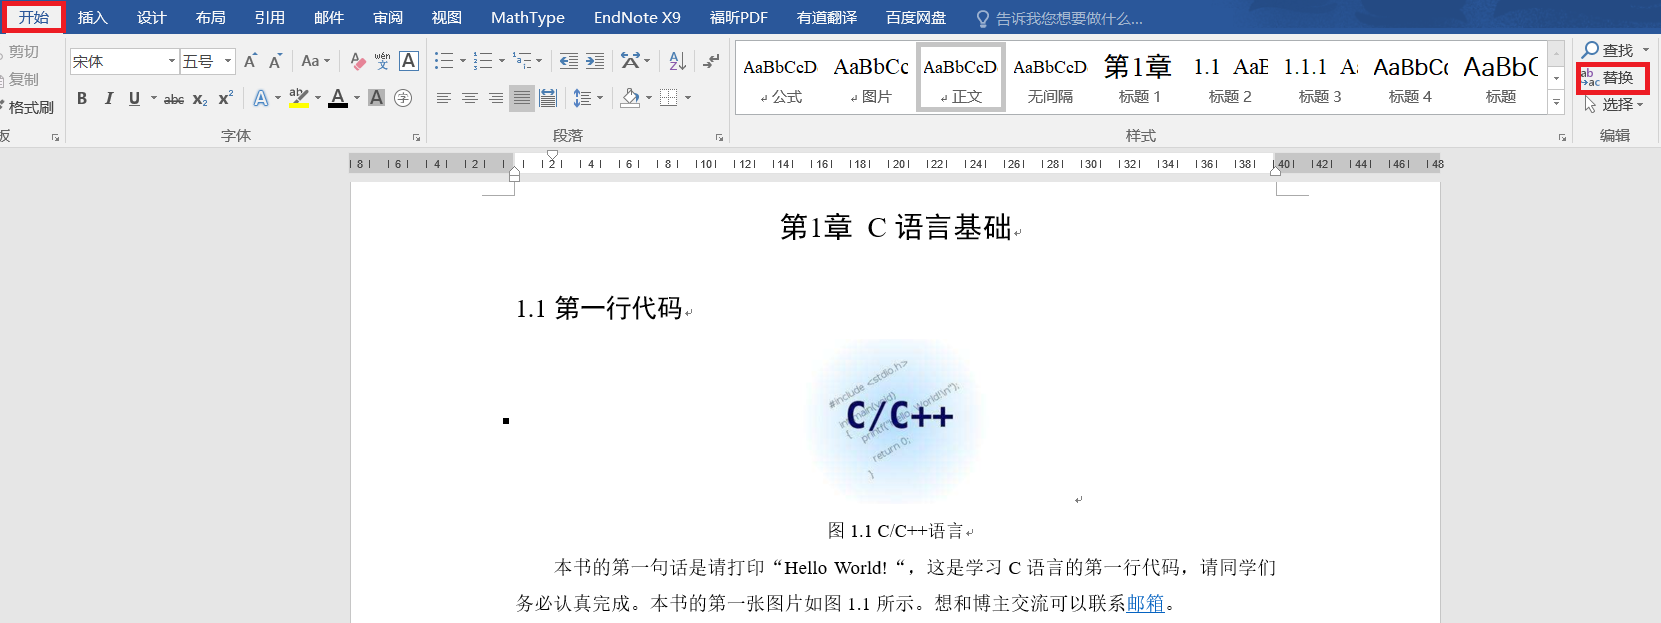 开始 插入 设计 布局 引用 邮件 审阅 视图 MathType EndNote X9 福昕PDF 有道翻译 百度网盘 告诉我您想要做什么...
剪切
复制
格式刷
板
宋体 五号 A A Aa wén 文 A
B I U abc x₂ x² A ab A A 字
字体
段落
AaBbCcD AaBbCc AaBbCcD AaBbCcD 第1章 1.1 AaB 1.1.1 A AaBbCc AaBbC
↲公式 ↲图片 ↲正文 无间隔 标题 1 标题 2 标题 3 标题 4 标题
样式
查找
替换
选择
编辑
8 6 4 2 2 4 6 8 10 12 14 16 18 20 22 24 26 28 30 32 34 36 38 40 42 44 46 48
第1章 C 语言基础
1.1 第一行代码
#include <stdio.h>
int main(void)
{ printf("Hello, World!\n");
return 0;
}
C/C++
图 1.1 C/C++语言
本书的第一句话是请打印“Hello World!“，这是学习 C 语言的第一行代码，请同学们
务必认真完成。本书的第一张图片如图 1.1 所示。想和博主交流可以联系邮箱。